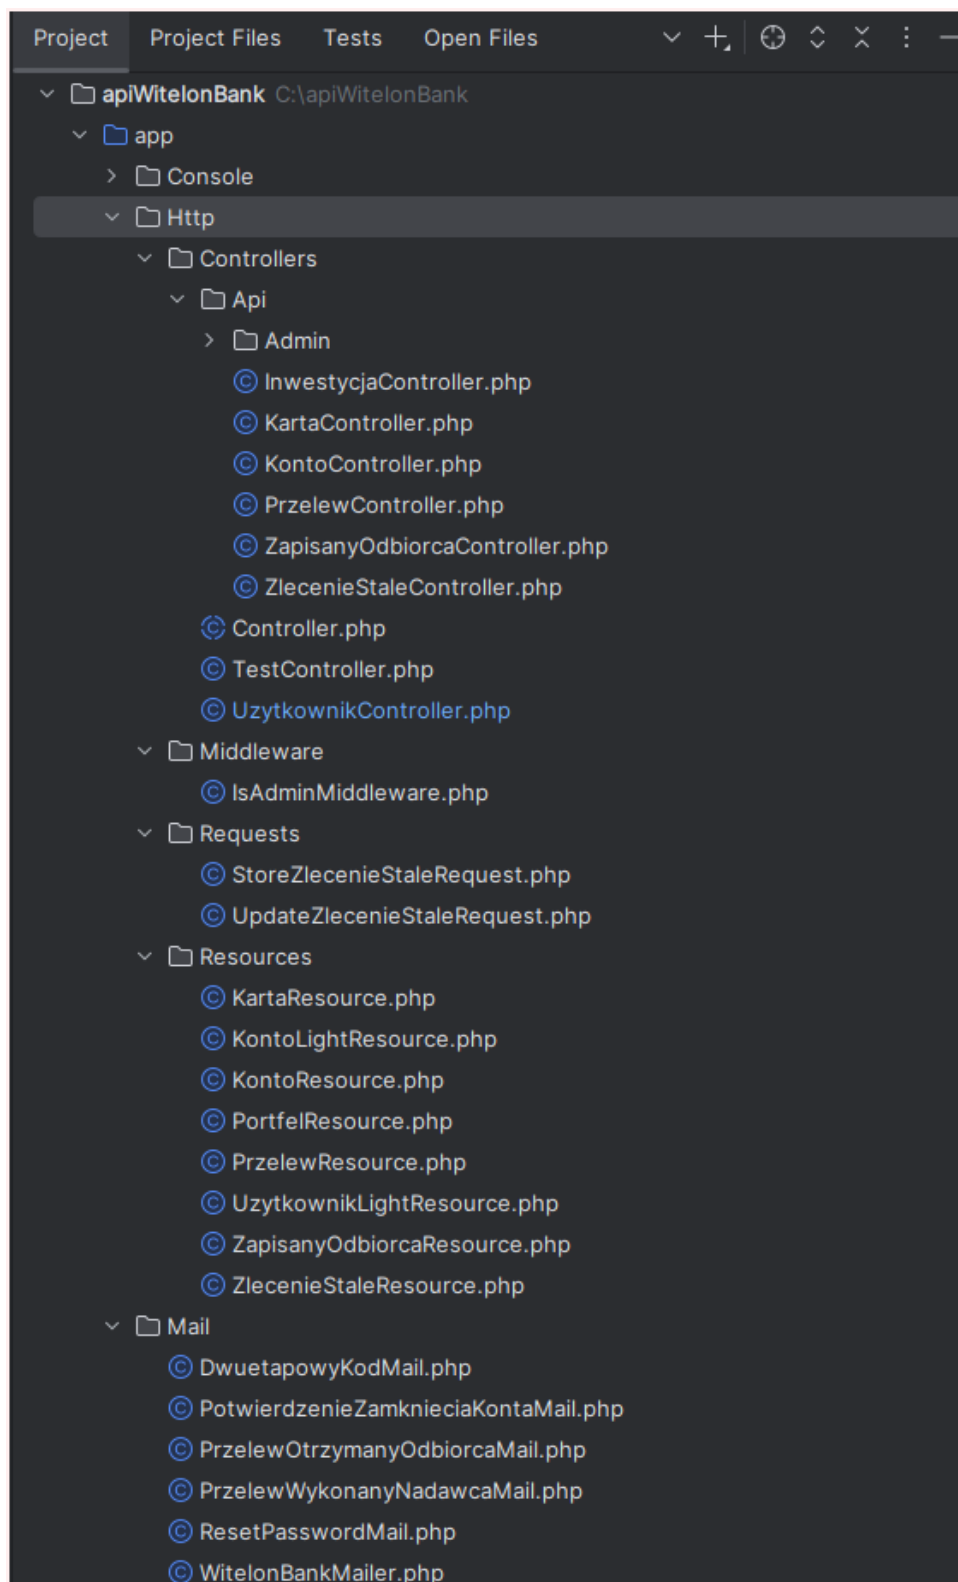 Project Project Files Tests Open Files
apiWitelonBank C:\apiWitelonBank
app
Console
Http
Controllers
Api
Admin
InwestycjaController.php
KartaController.php
KontoController.php
PrzelewController.php
ZapisanyOdbiorcaController.php
ZlecenieStaleController.php
Controller.php
TestController.php
UzytkownikController.php
Middleware
IsAdminMiddleware.php
Requests
StoreZlecenieStaleRequest.php
UpdateZlecenieStaleRequest.php
Resources
KartaResource.php
KontoLightResource.php
KontoResource.php
PortfelResource.php
PrzelewResource.php
UzytkownikLightResource.php
ZapisanyOdbiorcaResource.php
ZlecenieStaleResource.php
Mail
DwuetapowyKodMail.php
PotwierdzenieZamknieciaKontaMail.php
PrzelewOtrzymanyOdbiorcaMail.php
PrzelewWykonanyNadawcaMail.php
ResetPasswordMail.php
WitelonBankMailer.php